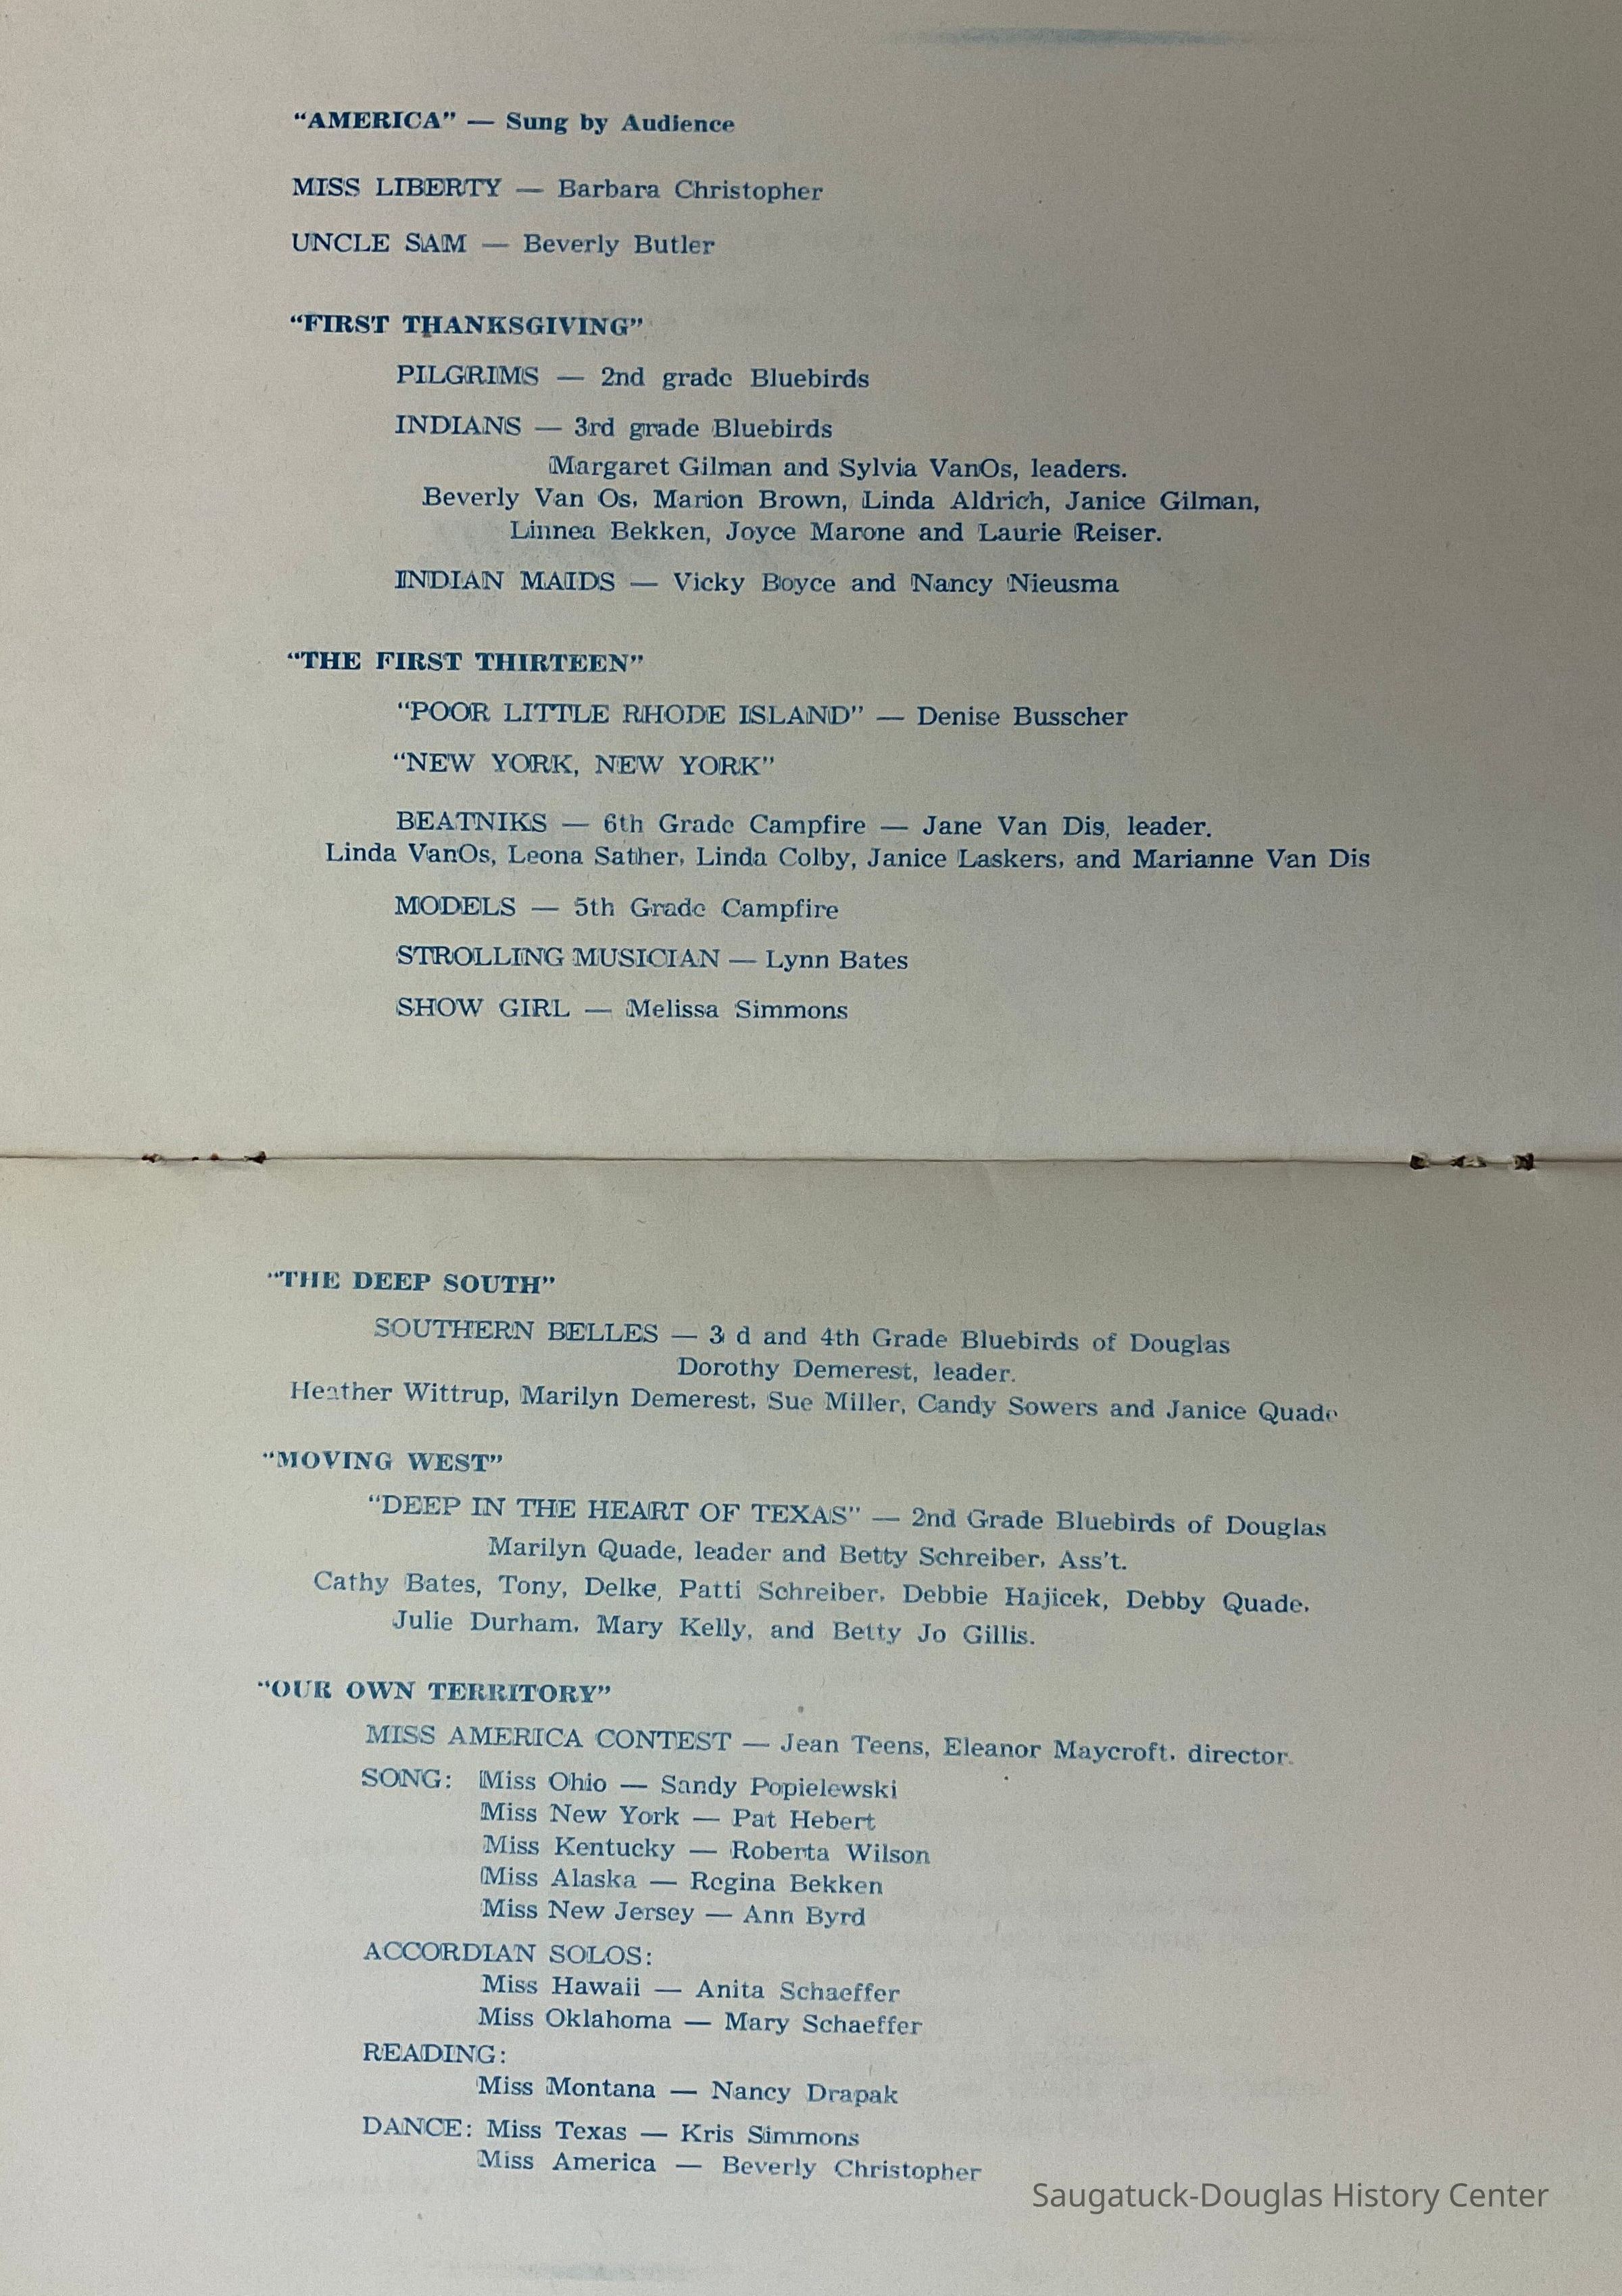 “AMERICA” — Sung by Audience
MISS LIBERTY — Barbara Christopher
UNCLE SAM — Beverly Butler
“FIRST THANKSGIVING”
PILGRIMS — 2nd grade Bluebirds
INDIANS — 3rd grade Bluebirds
Margaret Gilman and Sylvia VanOs, leaders.
Beverly Van Os, Marion Brown, Linda Aldrich, Janice Gilman,
Linnea Bekken, Joyce Marone and Laurie Reiser.
INDIAN MAIDS — Vicky Boyce and Nancy Nieusma
“THE FIRST THIRTEEN”
“POOR LITTLE RHODE ISLAND” — Denise Busscher
“NEW YORK, NEW YORK”
BEATNIKS — 6th Grade Campfire — Jane Van Dis, leader.
Linda VanOs, Leona Sather, Linda Colby, Janice Laskers, and Marianne Van Dis
MODELS — 5th Grade Campfire
STROLLING MUSICIAN — Lynn Bates
SHOW GIRL — Melissa Simmons
“THE DEEP SOUTH”
SOUTHERN BELLES — 3 d and 4th Grade Bluebirds of Douglas
Dorothy Demerest, leader.
Heather Wittrup, Marilyn Demerest, Sue Miller, Candy Sowers and Janice Quade
“MOVING WEST”
“DEEP IN THE HEART OF TEXAS” — 2nd Grade Bluebirds of Douglas
Marilyn Quade, leader and Betty Schreiber, Ass’t.
Cathy Bates, Tony, Delke, Patti Schreiber, Debbie Hajicek, Debby Quade,
Julie Durham, Mary Kelly, and Betty Jo Gillis.
“OUR OWN TERRITORY”
MISS AMERICA CONTEST — Jean Teens, Eleanor Maycroft, director.
SONG: Miss Ohio — Sandy Popielewski
Miss New York — Pat Hebert
Miss Kentucky — Roberta Wilson
Miss Alaska — Regina Bekken
Miss New Jersey — Ann Byrd
ACCORDIAN SOLOS:
Miss Hawaii — Anita Schaeffer
Miss Oklahoma — Mary Schaeffer
READING:
Miss Montana — Nancy Drapak
DANCE: Miss Texas — Kris Simmons
Miss America — Beverly Christopher
Saugatuck-Douglas History Center